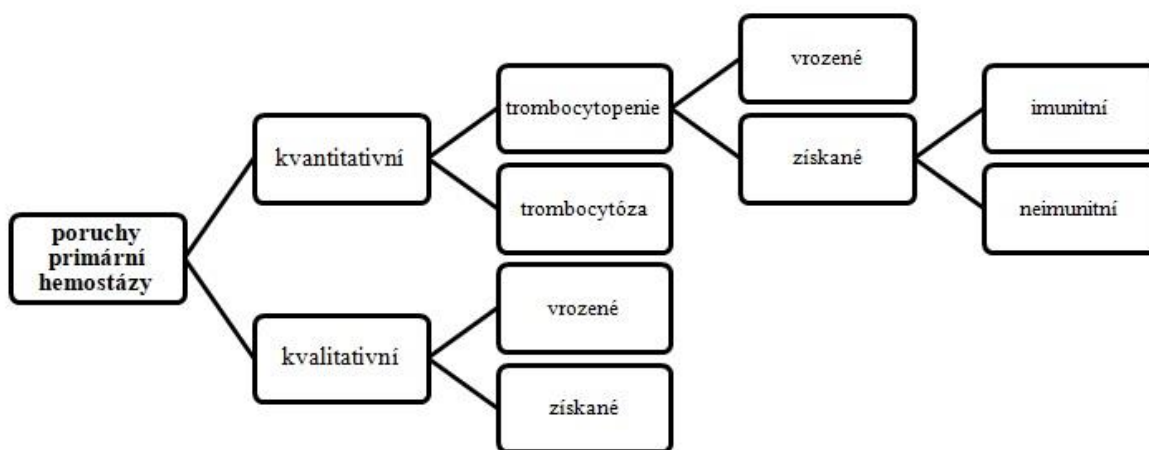 poruchy
primární
hemostázy
kvantitativní
trombocytopenie
vrozené
získané
imunitní
neimunitní
trombocytóza
kvalitativní
vrozené
získané